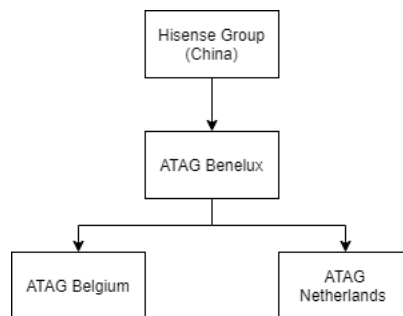 Hisense Group
(China)
ATAG Benelux
ATAG Belgium
ATAG
Netherlands